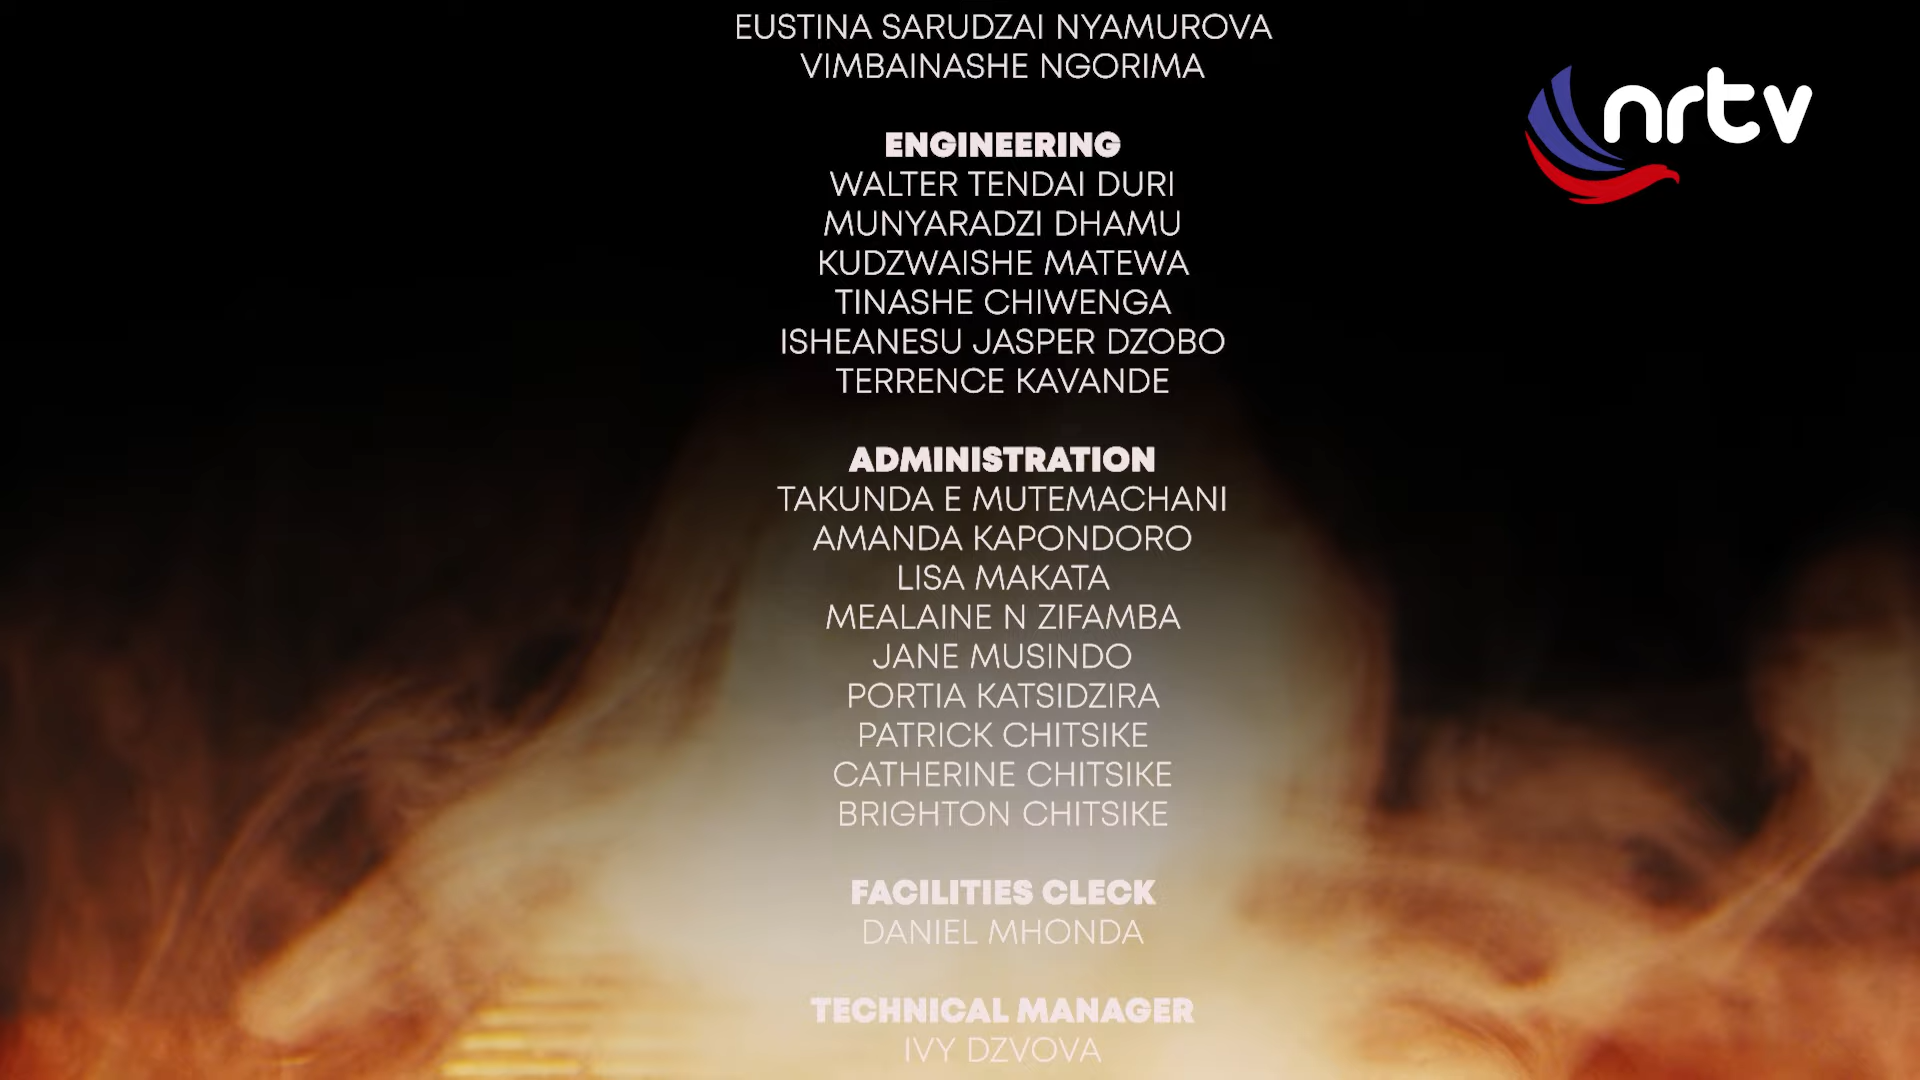 EUSTINA SARUDZAI NYAMUROVA
VIMBAINASHE NGORIMA
nrtv
ENGINEERING
WALTER TENDAI DURI
MUNYARADZI DHAMU
KUDZWAISHE MATEWA
TINASHE CHIWENGA
ISHEANESU JASPER DZOBO
TERRENCE KAVANDE
ADMINISTRATION
TAKUNDA E MUTEMACHANI
AMANDA KAPONDORO
LISA MAKATA
MEALAINE N ZIFAMBA
JANE MUSINDO
PORTIA KATSIDZIRA
PATRICK CHITSIKE
CATHERINE CHITSIKE
BRIGHTON CHITSIKE
FACILITIES CLECK
DANIEL MHONDA
TECHNICAL MANAGER
IVY DZVOVA